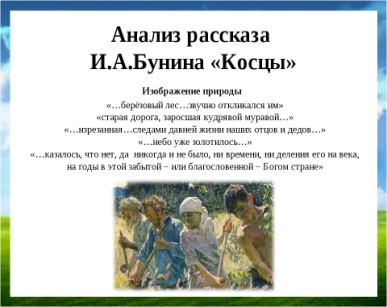 Анализ рассказа
И.А.Бунина «Косцы»
Изображение природы
«…берёзовый лес…звучно откликался им»
«старая дорога, заросшая кудрявой муравой…»
«…изрезанная…следами давней жизни наших отцов и дедов…»
«…небо уже золотилось…»
«…казалось, что нет, да никогда и не было, ни времени, ни деления его на века,
на годы в этой забытой – или благословенной – Богом стране»